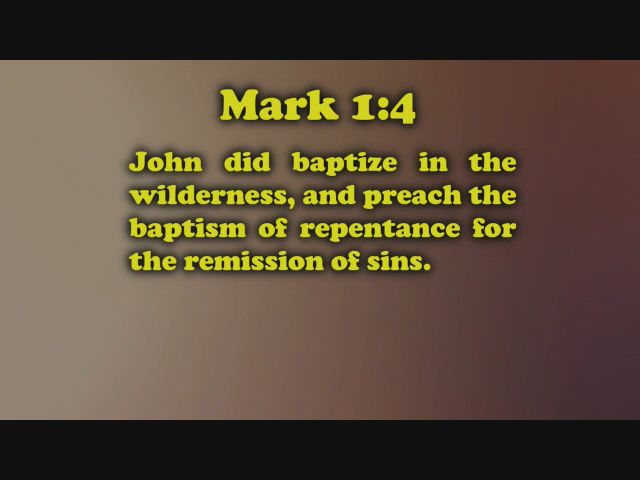 Mark 1:4
John did baptize in the
wilderness, and preach the
baptism of repentance for
the remission of sins.